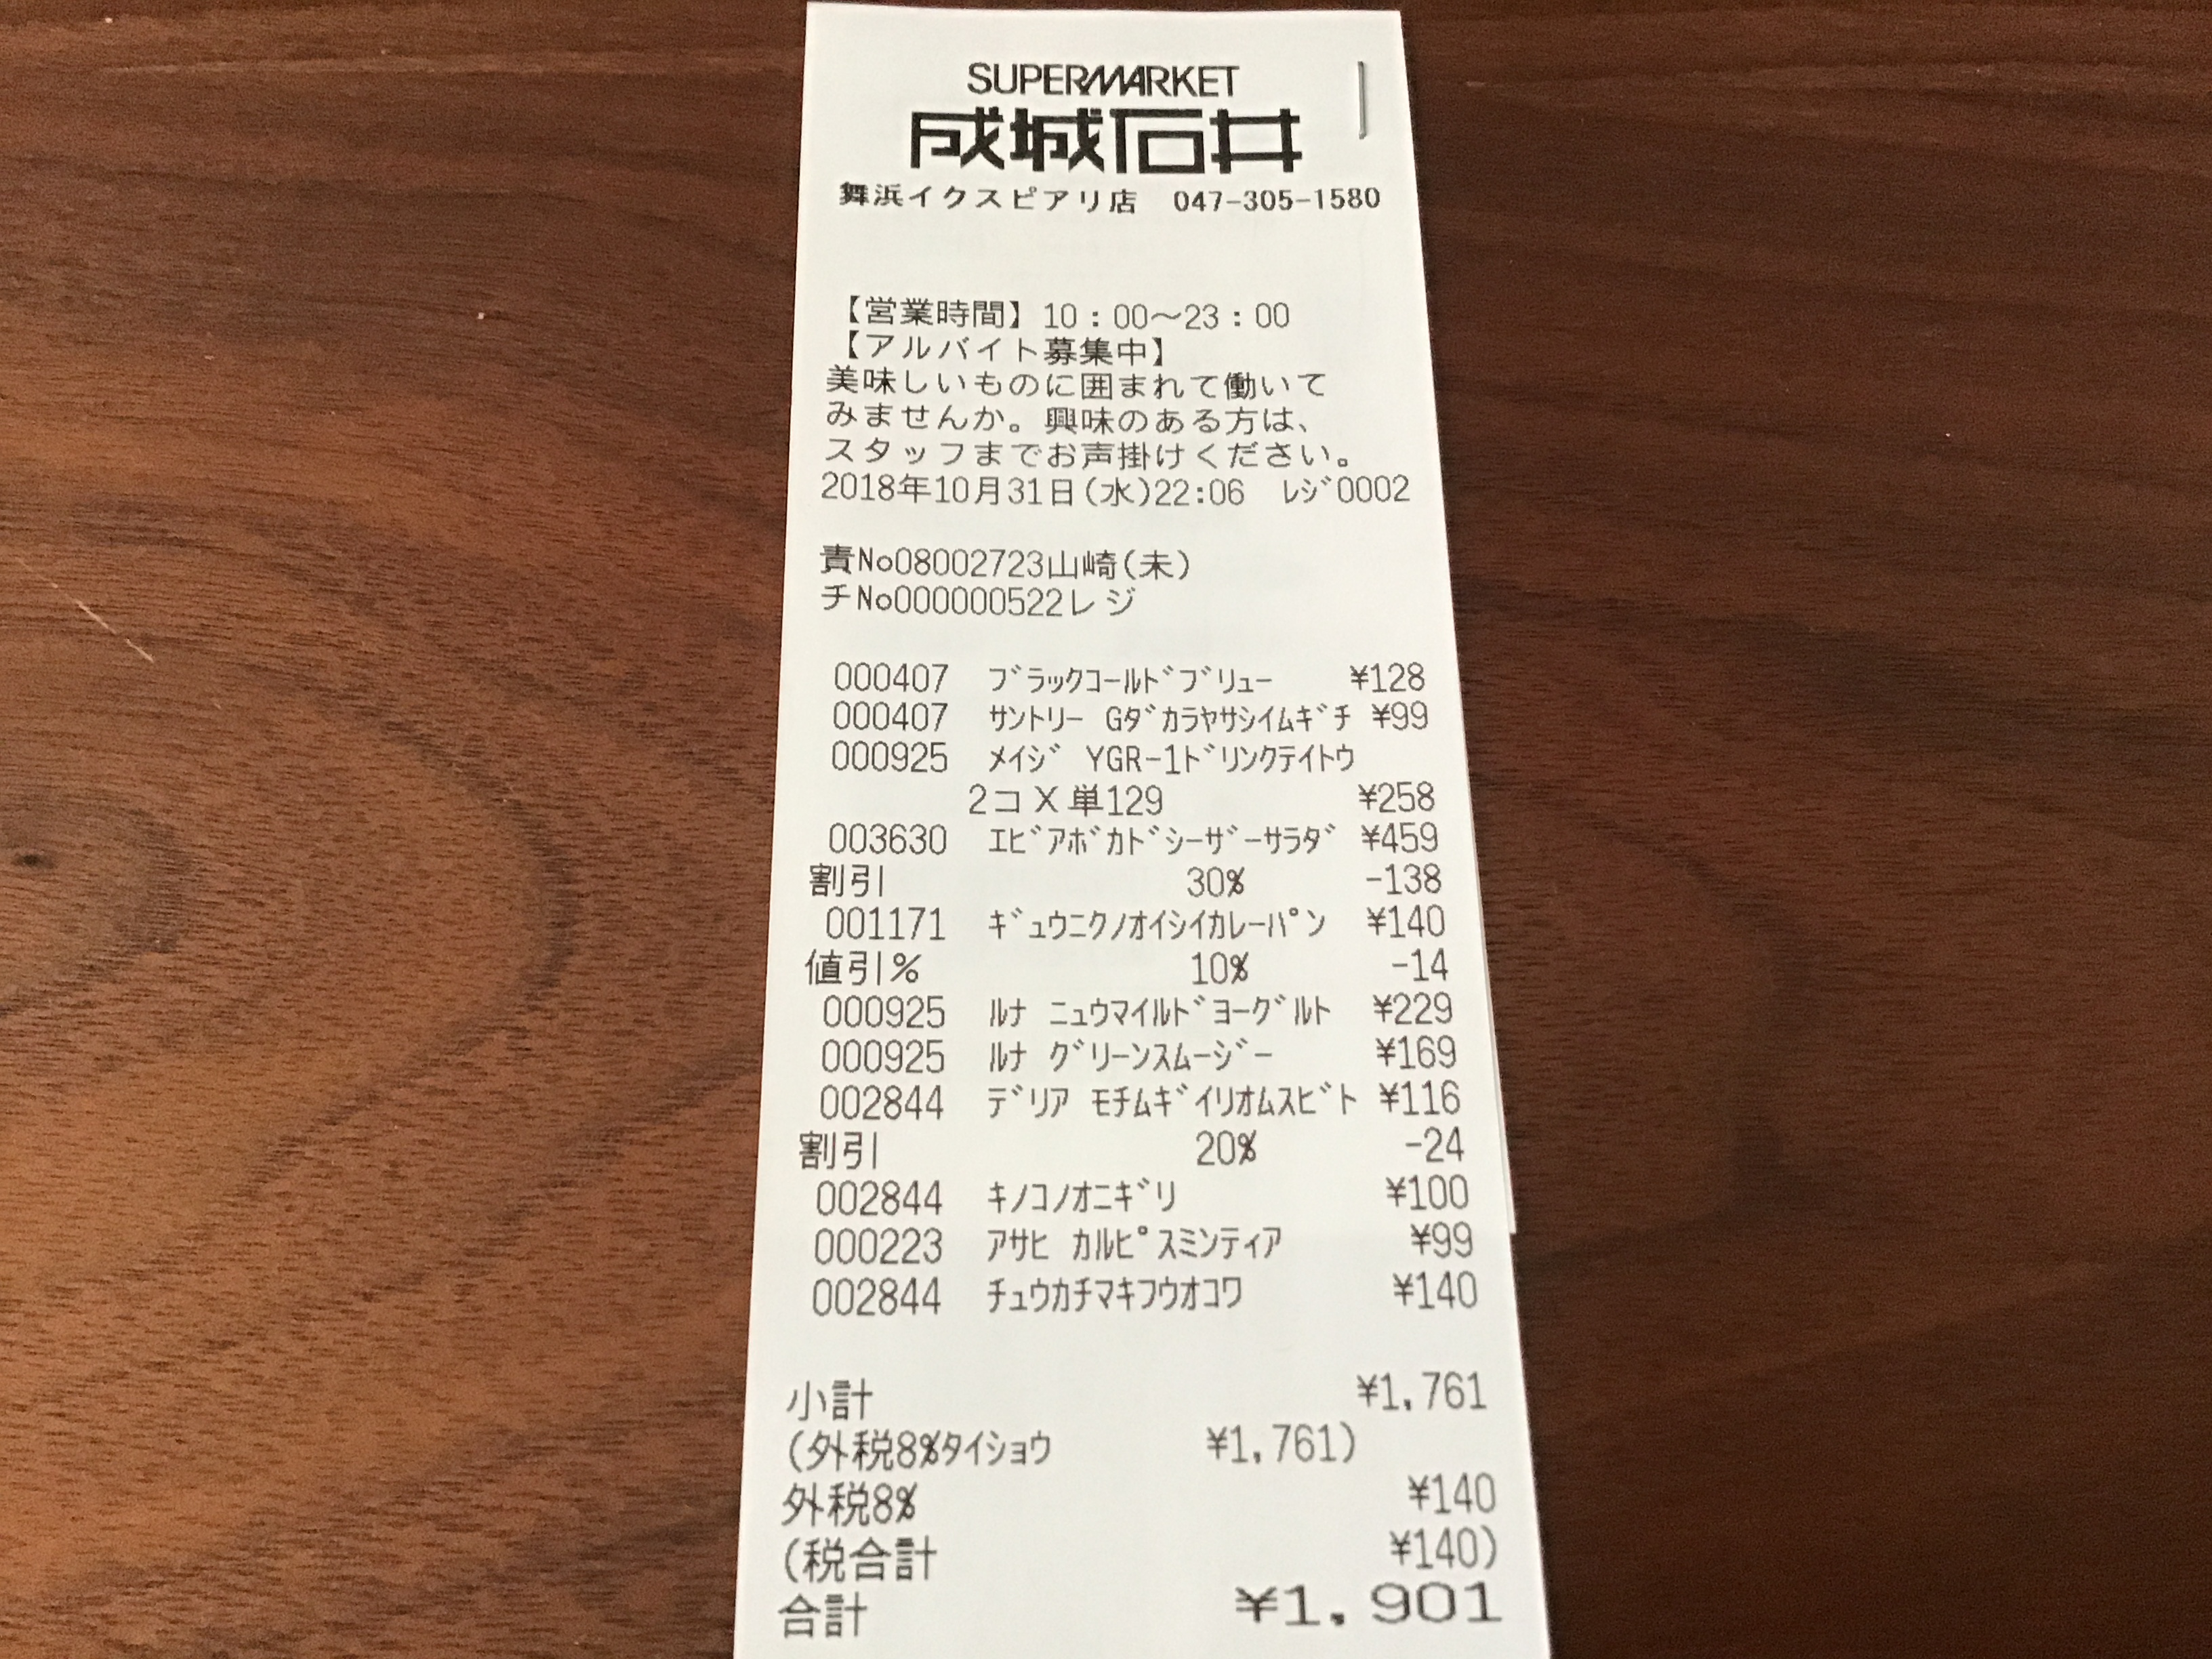 SUPERMARKET
成城石井
舞浜イクスピアリ店 047-305-1580
【営業時間】10：00～23：00
【アルバイト募集中】
美味しいものに囲まれて働いて
みませんか。興味のある方は、
スタッフまでお声掛けください。
2018年10月31日(水)22:06 ﾚｼﾞ0002
責No08002723山崎(未)
チNo000000522レジ
000407 ﾌﾞﾗｯｸｺｰﾙﾄﾞﾌﾞﾘｭｰ ¥128
000407 ｻﾝﾄﾘｰ Gﾀﾞｶﾗﾔｻｼｲﾑｷﾞﾁ ¥99
000925 ﾒｲｼﾞ YGR-1ﾄﾞﾘﾝｸﾃｲﾄｳ
2コ X 単129 ¥258
003630 ｴﾋﾞｱﾎﾞｶﾄﾞｼｰｻﾞｰｻﾗﾀﾞ ¥459
割引 30% -138
001171 ｷﾞｭｳﾆｸﾉｵｲｼｲｶﾚｰﾊﾟﾝ ¥140
値引% 10% -14
000925 ﾙﾅ ﾆｭｳﾏｲﾙﾄﾞﾖｰｸﾞﾙﾄ ¥229
000925 ﾙﾅ ｸﾞﾘｰﾝｽﾑｰｼﾞｰ ¥169
002844 ﾃﾞﾘｱ ﾓﾁﾑｷﾞｲﾘｵﾑｽﾋﾞﾄ ¥116
割引 20% -24
002844 ｷﾉｺﾉｵﾆｷﾞﾘ ¥100
000223 ｱｻﾋ ｶﾙﾋﾟｽﾐﾝﾃｨｱ ¥99
002844 ﾁｭｳｶﾁﾏｷﾌｳｵｺﾜ ¥140
小計 ¥1,761
(外税8%ﾀｲｼｮｳ ¥1,761)
外税8% ¥140
(税合計 ¥140)
合計 ¥1,901